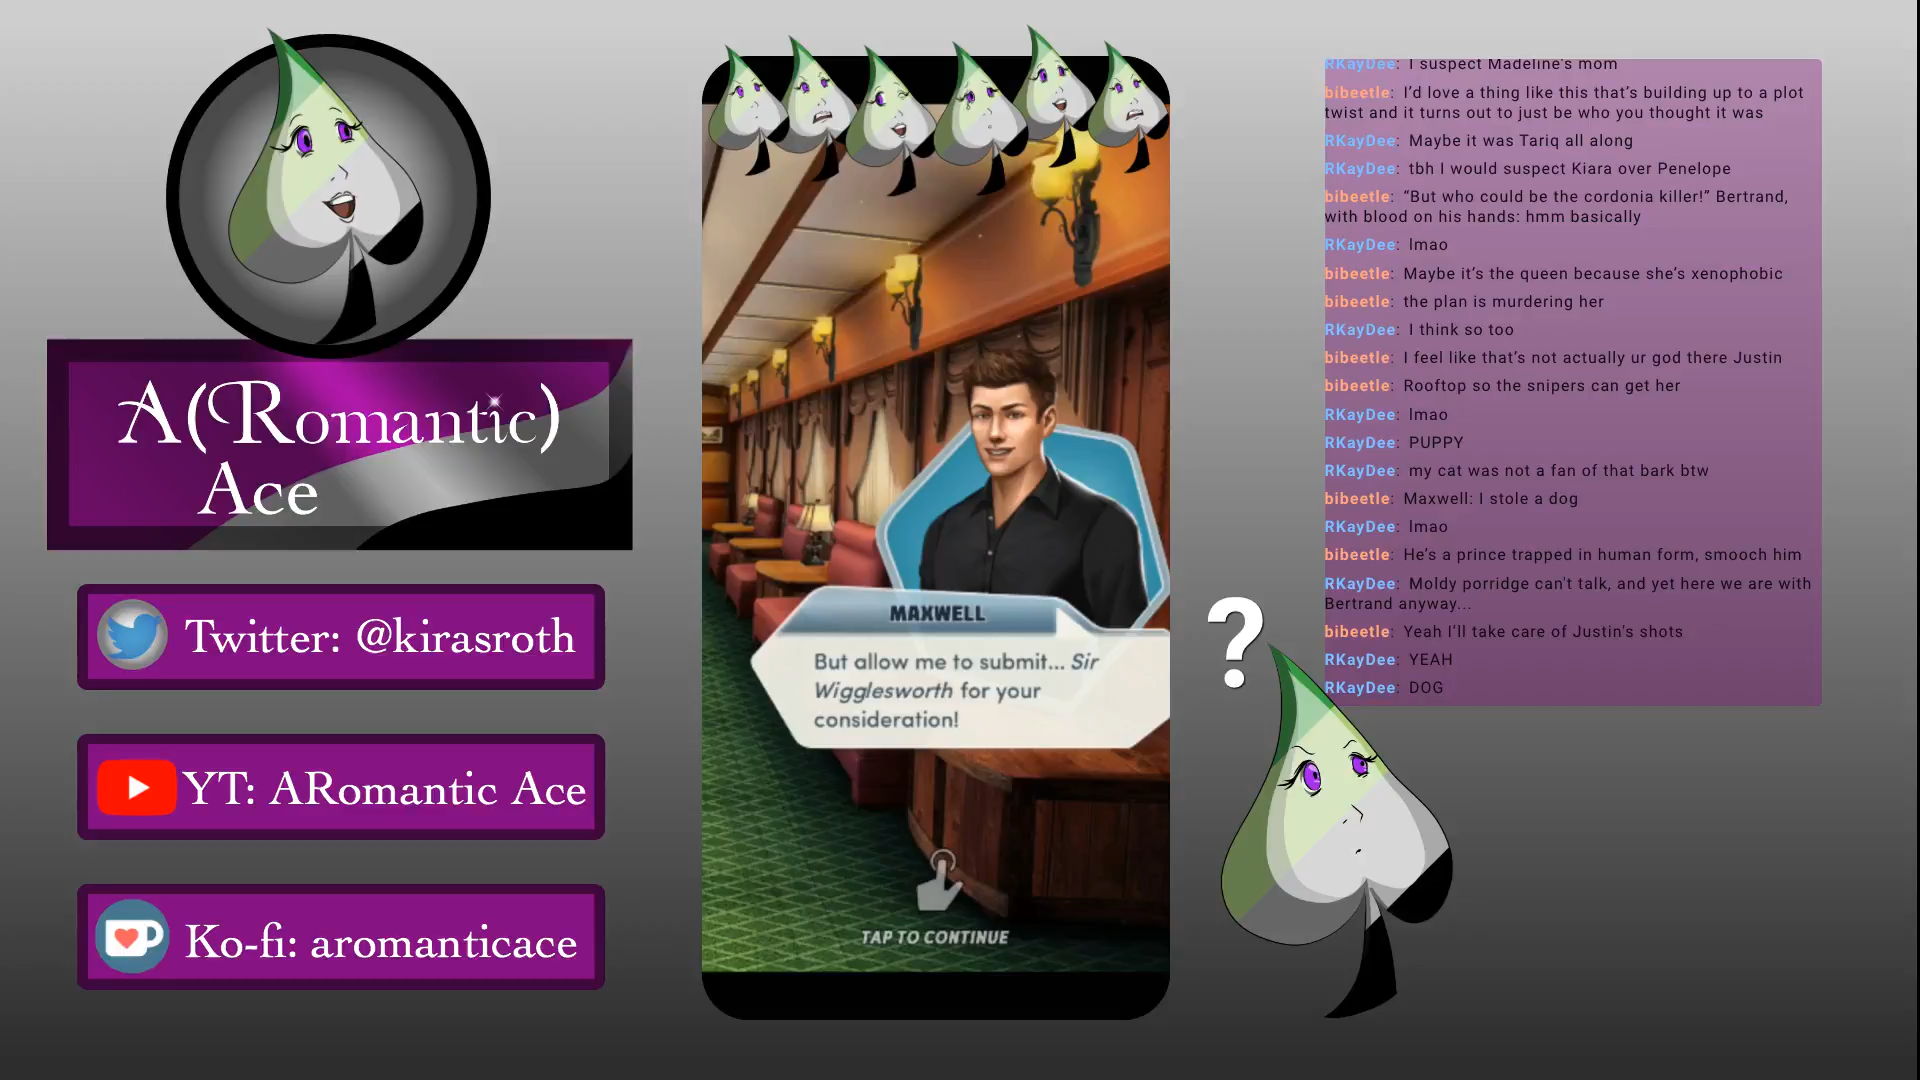 A(Romantic)
Ace
Twitter: @kirasroth
YT: ARomantic Ace
Ko-fi: aromanticace
MAXWELL
But allow me to submit... Sir
Wigglesworth for your
consideration!
TAP TO CONTINUE
RKayDee: I suspect Madeline's mom
bibeetle: I'd love a thing like this that's building up to a plot
twist and it turns out to just be who you thought it was
RKayDee: Maybe it was Tariq all along
RKayDee: tbh I would suspect Kiara over Penelope
bibeetle: “But who could be the cordonia killer!” Bertrand,
with blood on his hands: hmm basically
RKayDee: lmao
bibeetle: Maybe it’s the queen because she’s xenophobic
bibeetle: the plan is murdering her
RKayDee: I think so too
bibeetle: I feel like that’s not actually ur god there Justin
bibeetle: Rooftop so the snipers can get her
RKayDee: lmao
RKayDee: PUPPY
RKayDee: my cat was not a fan of that bark btw
bibeetle: Maxwell: I stole a dog
RKayDee: lmao
bibeetle: He’s a prince trapped in human form, smooch him
RKayDee: Moldy porridge can't talk, and yet here we are with
Bertrand anyway...
bibeetle: Yeah I’ll take care of Justin’s shots
RKayDee: YEAH
RKayDee: DOG
?